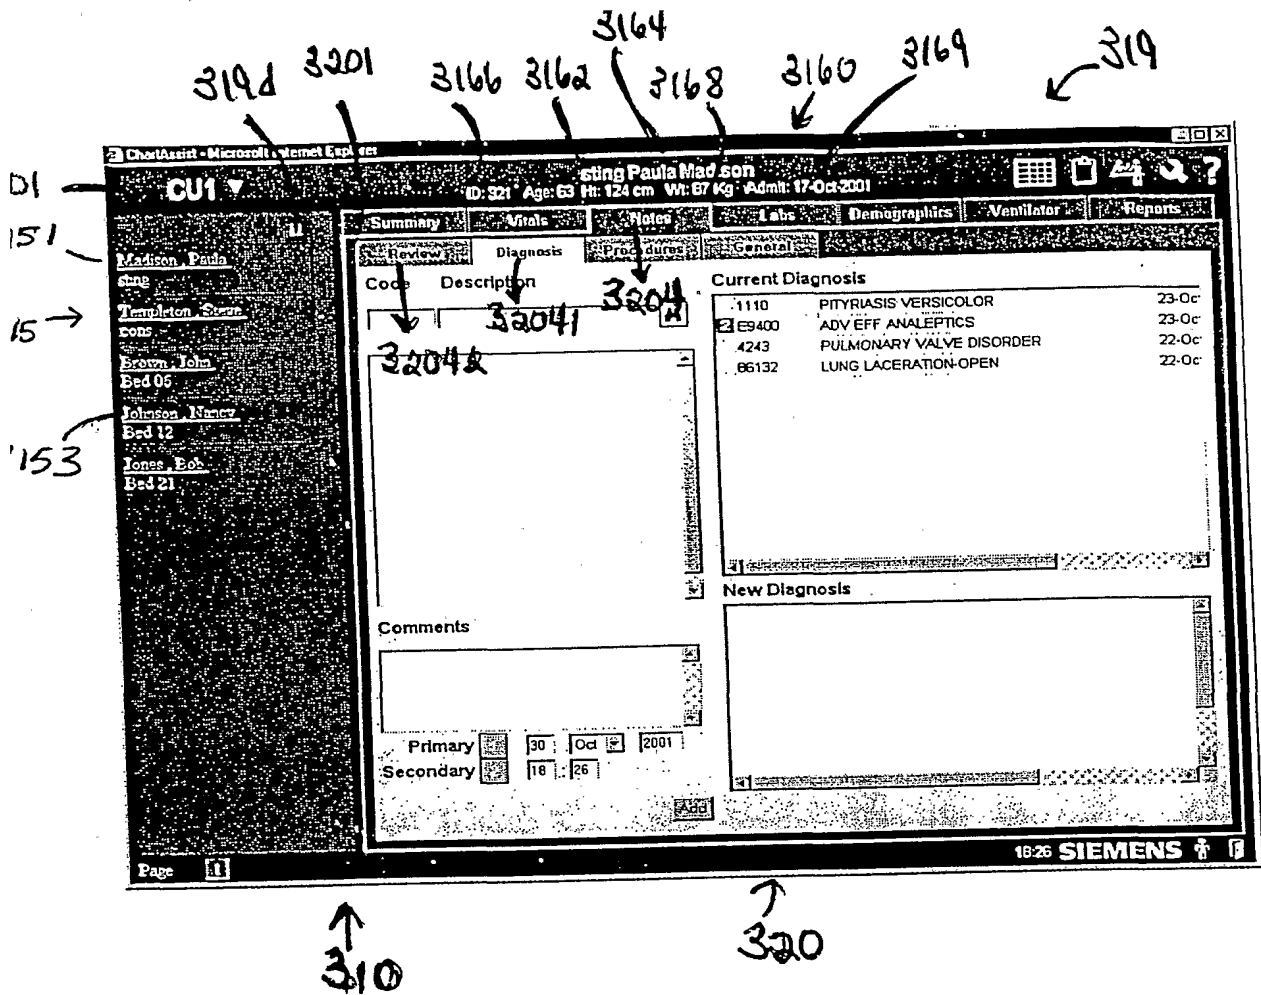 3164
319d 3201 3166 3162 3168 3160 3169 319
ChartAssist - Microsoft Internet Explorer
CU1
sting Paula Madison
ID: 921 Age: 63 Ht: 124 cm Wt: 87 Kg Admit: 17-Oct-2001
?
Summary Vitals Notes Labs Demographics Ventilator Reports
Review Diagnosis Procedures General
D1
151
15
153
Madison, Paula
sting
Templeton,
cons
Brown, John
Bed 06
Johnson, Nancy
Bed 12
Jones, Bob
Bed 21
Code Description
32041
3204
32042
Current Diagnosis
1110 PITYRIASIS VERSICOLOR 23-Oc
E9400 ADV EFF ANALEPTICS 23-Oc
4243 PULMONARY VALVE DISORDER 22-Oc
86132 LUNG LACERATION-OPEN 22-Oc
New Diagnosis
Comments
Primary 30 Oct 2001
Secondary 18 : 26
Add
Page 1
18:26 SIEMENS
310
320